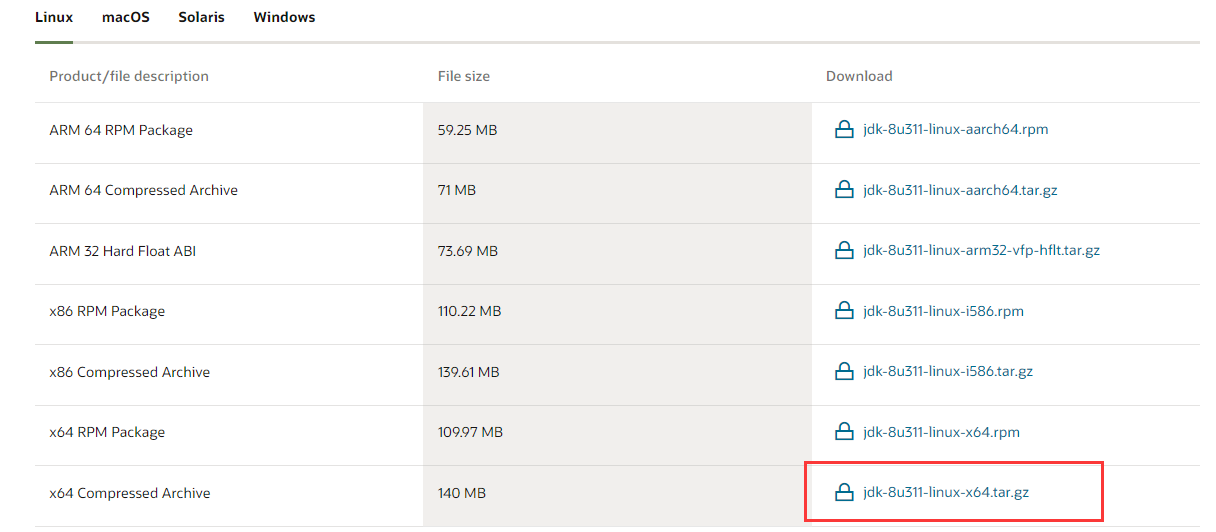 Linux macOS Solaris Windows
Product/file description File size Download
ARM 64 RPM Package 59.25 MB jdk-8u311-linux-aarch64.rpm
ARM 64 Compressed Archive 71 MB jdk-8u311-linux-aarch64.tar.gz
ARM 32 Hard Float ABI 73.69 MB jdk-8u311-linux-arm32-vfp-hflt.tar.gz
x86 RPM Package 110.22 MB jdk-8u311-linux-i586.rpm
x86 Compressed Archive 139.61 MB jdk-8u311-linux-i586.tar.gz
x64 RPM Package 109.97 MB jdk-8u311-linux-x64.rpm
x64 Compressed Archive 140 MB jdk-8u311-linux-x64.tar.gz